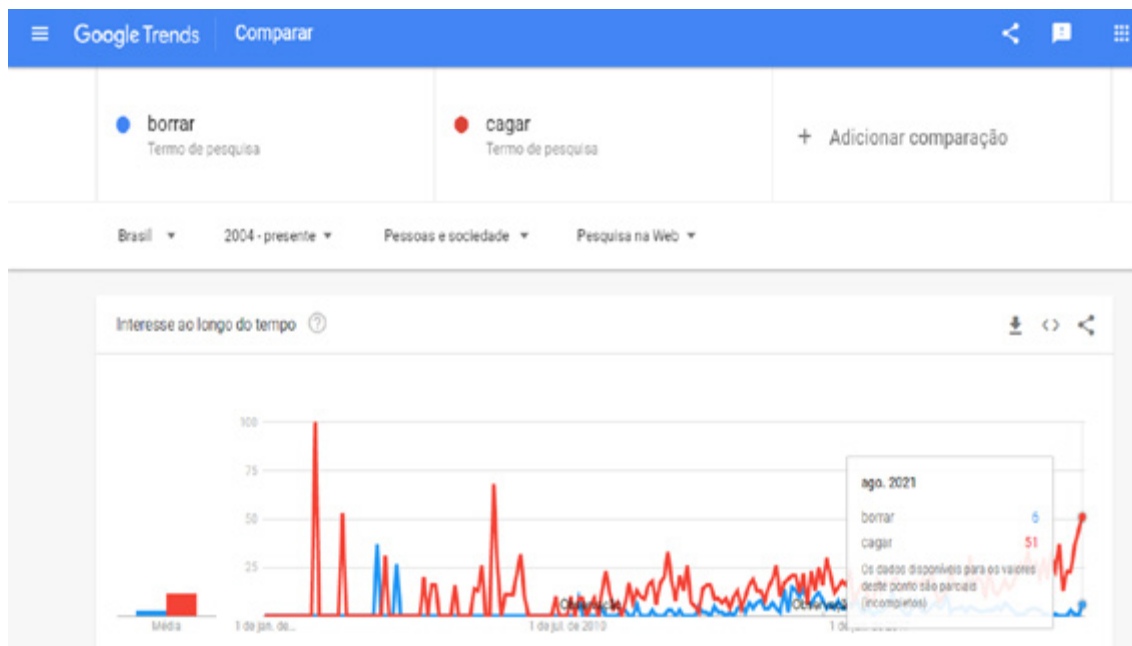 Google Trends Comparar
borrar
Termo de pesquisa
cagar
Termo de pesquisa
+ Adicionar comparação
Brasil
2004 - presente
Pessoas e sociedade
Pesquisa na Web
Interesse ao longo do tempo
100
75
50
25
Média
1 de jan. de...
1 de jul. de 2010
1 de
ago. 2021
borrar 6
cagar 51
Os dados disponíveis para os valores
deste ponto são parciais
(incompletos)